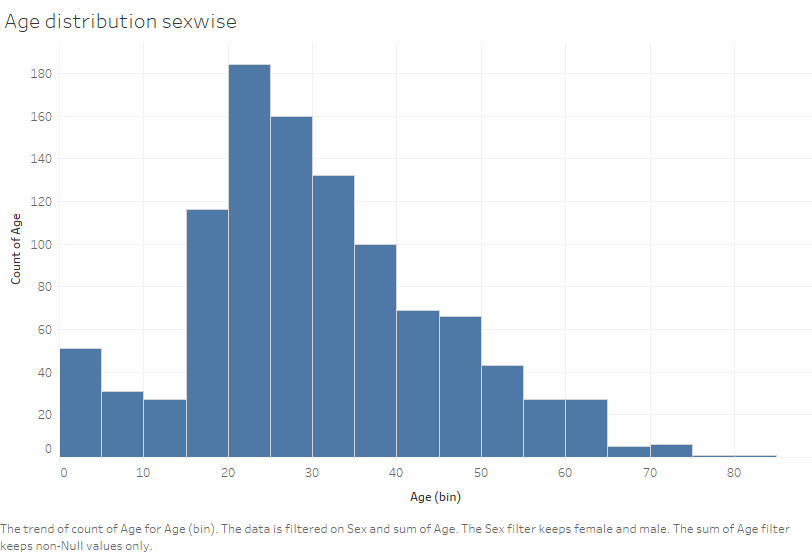 Age distribution sexwise
180
160
140
120
100
80
60
40
20
0
Count of Age
0 10 20 30 40 50 60 70 80
Age (bin)
The trend of count of Age for Age (bin). The data is filtered on Sex and sum of Age. The Sex filter keeps female and male. The sum of Age filter
keeps non-Null values only.